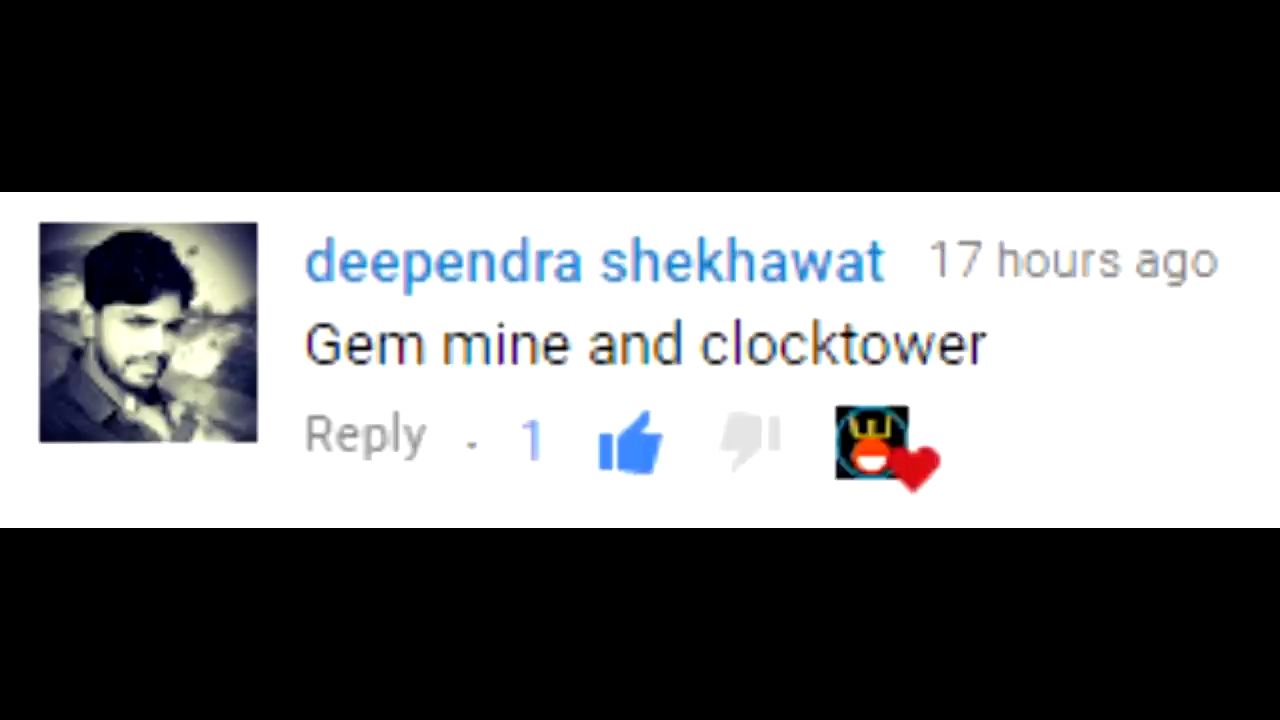 deependra shekhawat 17 hours ago
Gem mine and clocktower
Reply . 1